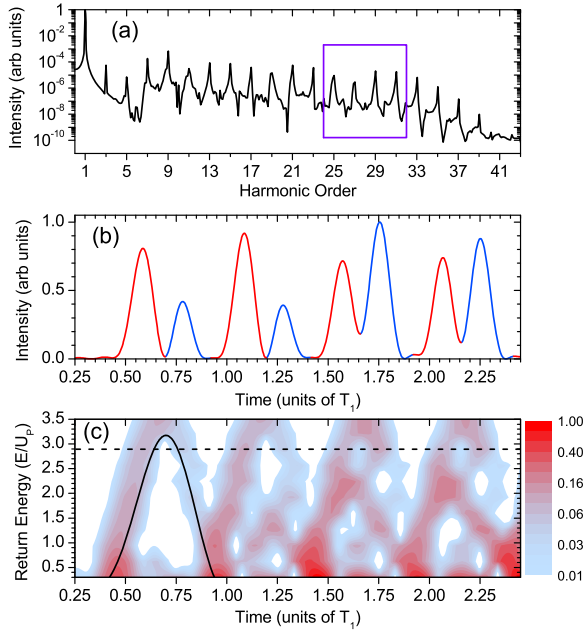 (a)
Intensity (arb units)
1
10⁻²
10⁻⁴
10⁻⁶
10⁻⁸
10⁻¹⁰
1 5 9 13 17 21 25 29 33 37 41
Harmonic Order
(b)
Intensity (arb units)
1.0
0.5
0.0
0.25 0.50 0.75 1.00 1.25 1.50 1.75 2.00 2.25
Time (units of T₁)
(c)
Return Energy (E/Uₚ)
3.5
3.0
2.5
2.0
1.5
1.0
0.5
0.25 0.50 0.75 1.00 1.25 1.50 1.75 2.00 2.25
Time (units of T₁)
1.00
0.40
0.16
0.06
0.03
0.01